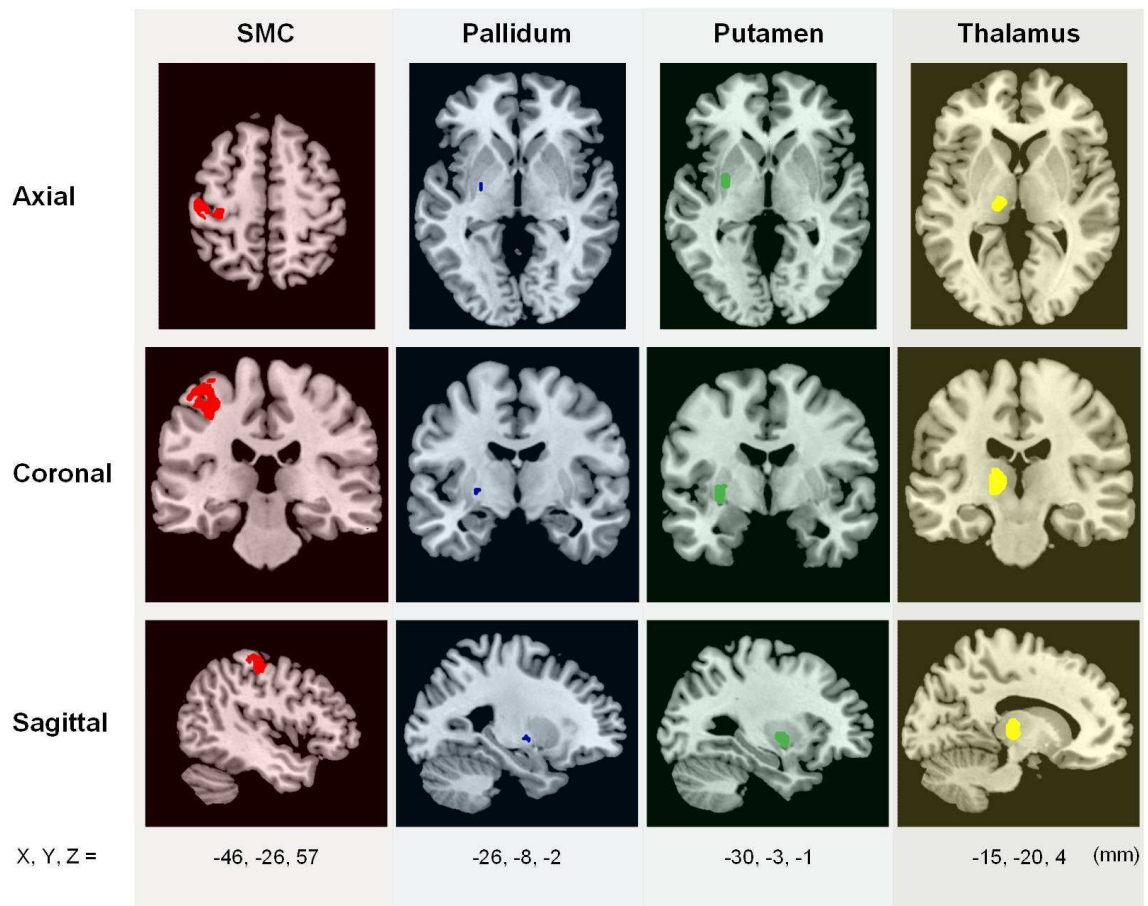 SMC Pallidum Putamen Thalamus
Axial
Coronal
Sagittal
X, Y, Z = -46, -26, 57 -26, -8, -2 -30, -3, -1 -15, -20, 4 (mm)